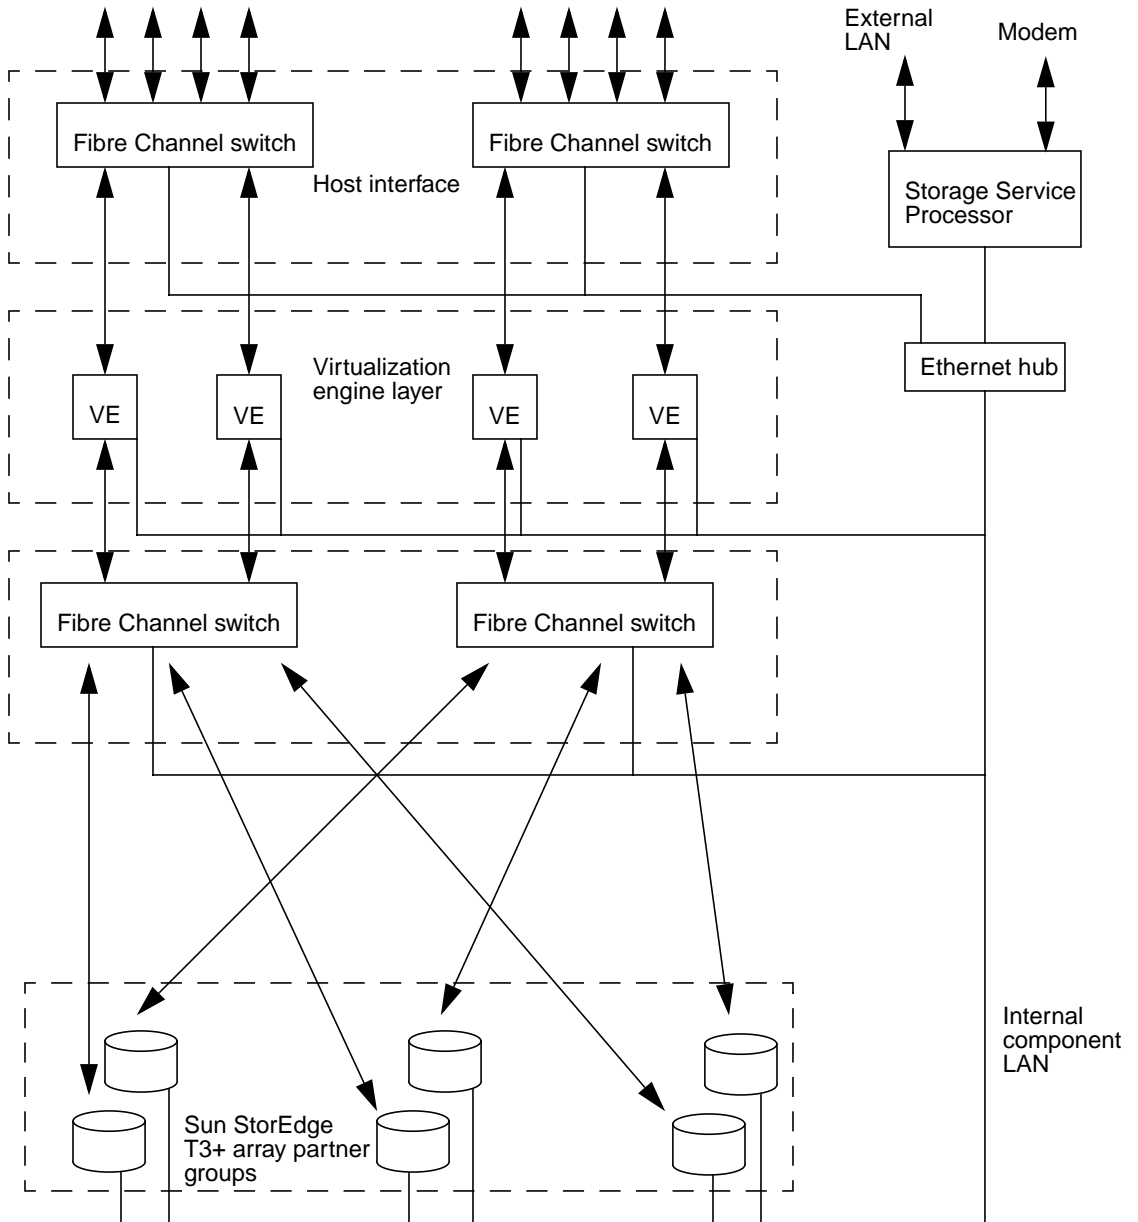 External
LAN
Modem
Fibre Channel switch
Fibre Channel switch
Host interface
Storage Service
Processor
Virtualization
engine layer
Ethernet hub
VE
VE
VE
VE
Fibre Channel switch
Fibre Channel switch
Internal
component
LAN
Sun StorEdge
T3+ array partner
groups